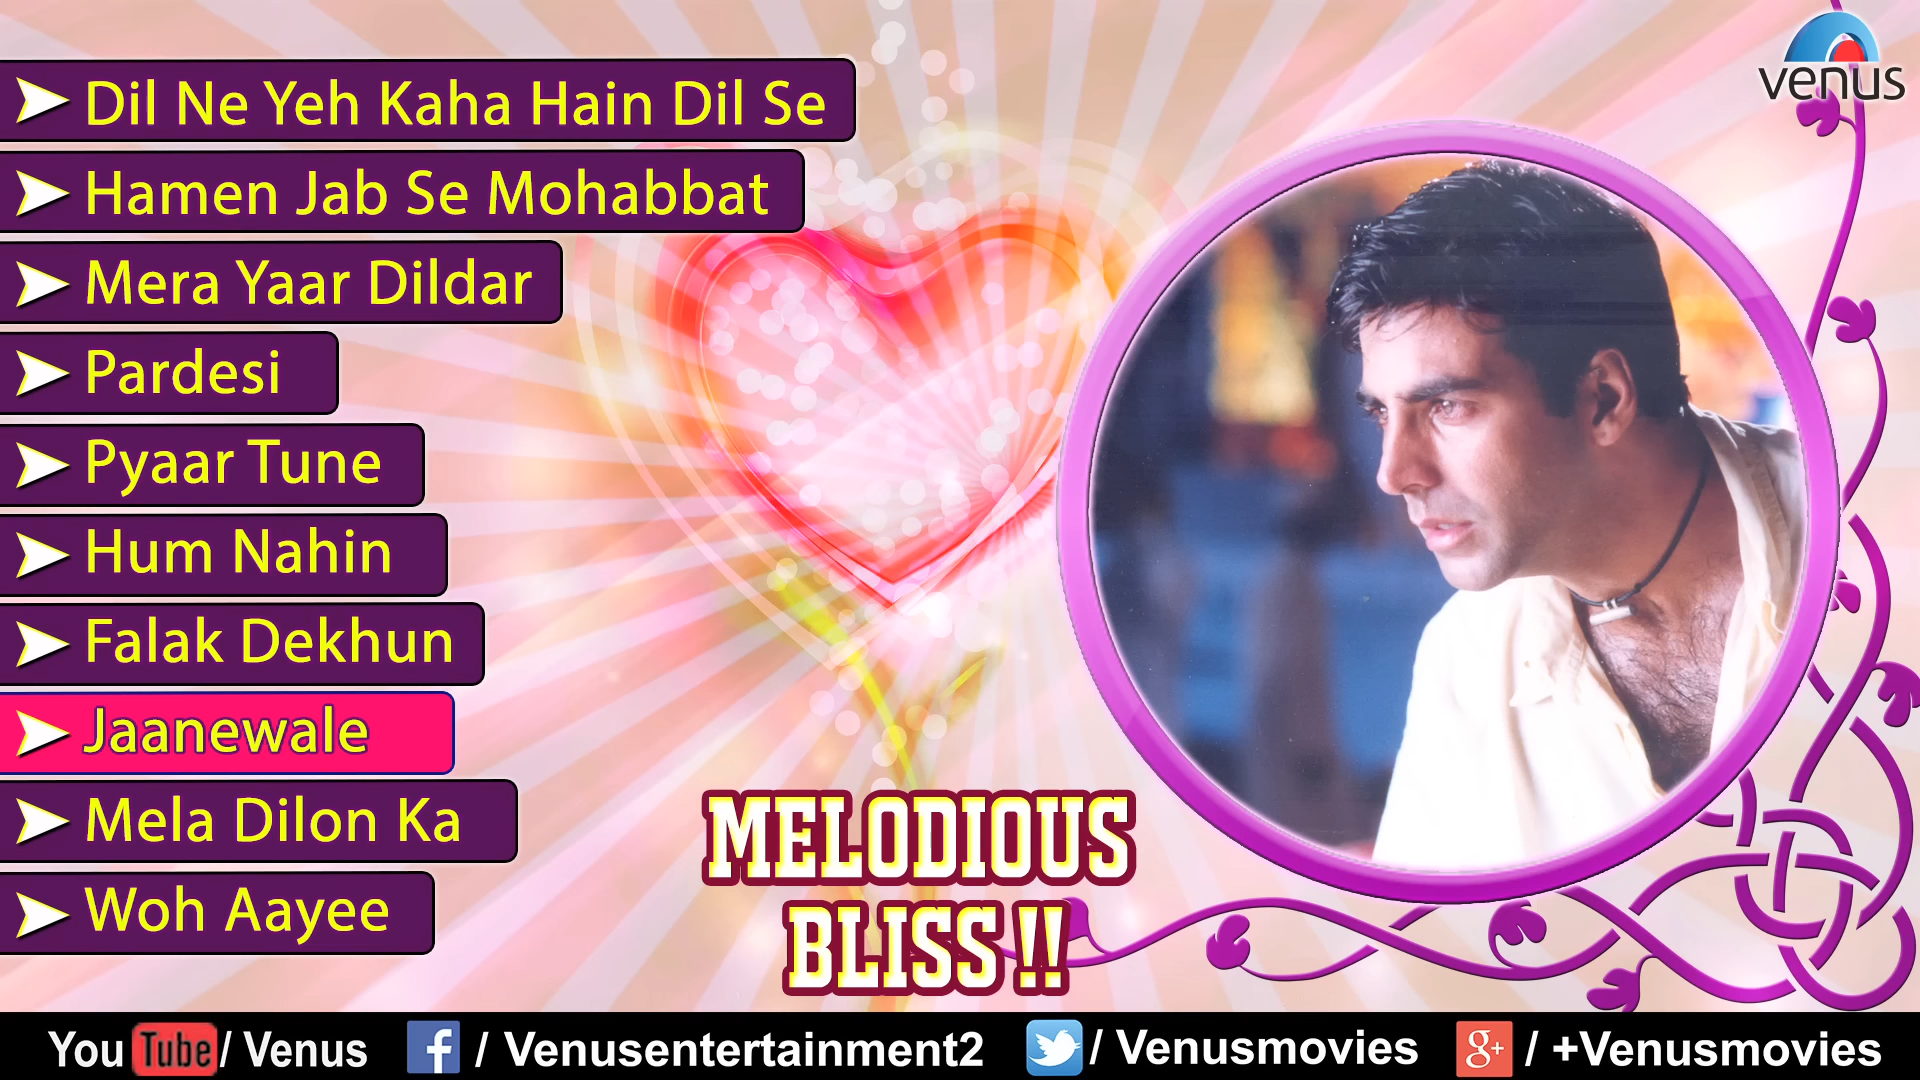 venus
Dil Ne Yeh Kaha Hain Dil Se
Hamen Jab Se Mohabbat
Mera Yaar Dildar
Pardesi
Pyaar Tune
Hum Nahin
Falak Dekhun
Jaanewale
Mela Dilon Ka
Woh Aayee
MELODIOUS
BLISS !!
You Tube / Venus f / Venusentertainment2 / Venusmovies g+ / +Venusmovies